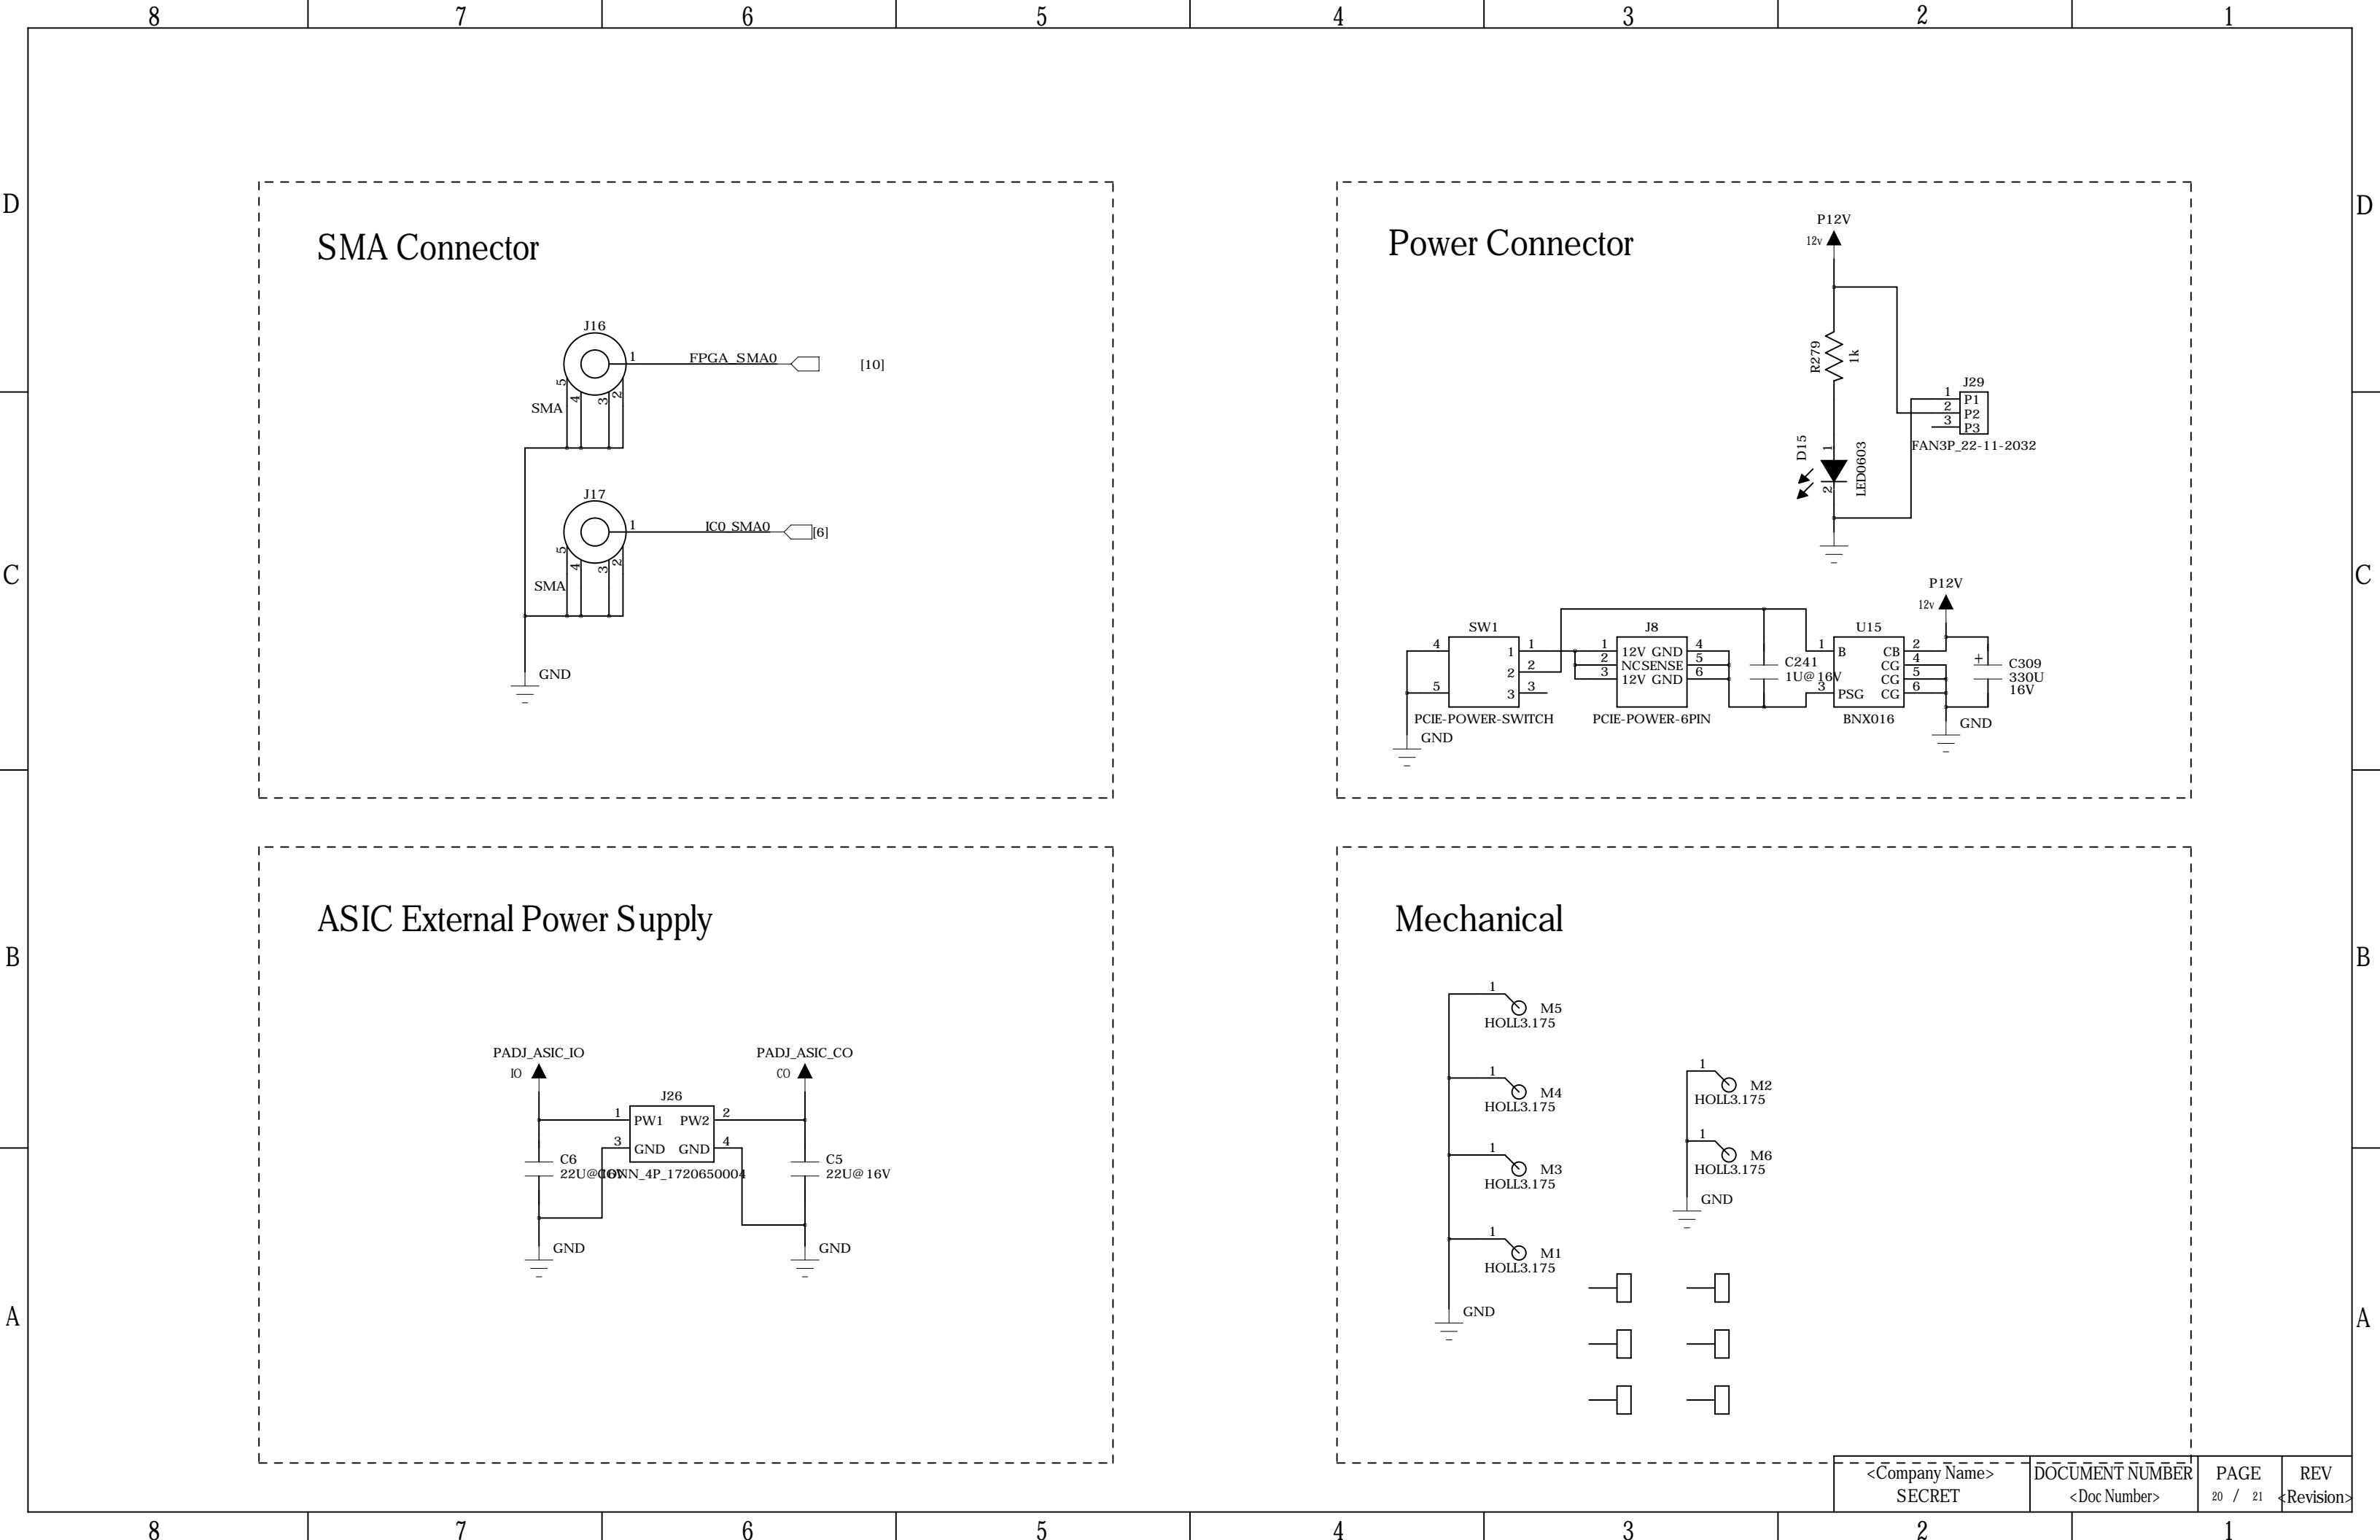 8 7 6 5 4 3 2 1
D
D
C
C
B
B
A
A
SMA Connector
J16
1
FPGA_SMA0
[10]
5
4
3
2
SMA
J17
1
IC0_SMA0
[6]
5
4
3
2
SMA
GND
Power Connector
P12V
12v
R279
1k
J29
1 P1
2 P2
3 P3
FAN3P_22-11-2032
D15
1
2
LED0603
P12V
12v
SW1
4 1 1
2 2
5 3 3
PCIE-POWER-SWITCH
GND
J8
1 12V GND 4
2 NCSENSE 5
3 12V GND 6
PCIE-POWER-6PIN
C241
1U@16V
U15
1 B CB 2
CG 4
CG 5
3 PSG CG 6
BNX016
+
C309
330U
16V
GND
ASIC External Power Supply
PADJ_ASIC_IO
IO
PADJ_ASIC_CO
CO
J26
1 PW1 PW2 2
3 GND GND 4
CONN_4P_1720650004
C6
22U@16V
C5
22U@16V
GND
GND
Mechanical
1
M5
HOLL3.175
1
M4
HOLL3.175
1
M3
HOLL3.175
1
M1
HOLL3.175
GND
1
M2
HOLL3.175
1
M6
HOLL3.175
GND
<Company Name>
SECRET
DOCUMENT NUMBER
<Doc Number>
PAGE
20 / 21
REV
<Revision>
8 7 6 5 4 3 2 1